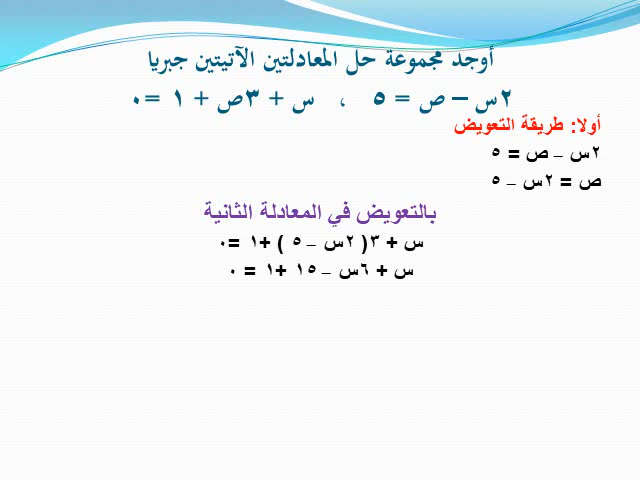 أوجد مجموعة حل المعادلتين الآتيتين جبريا
٢س – ص = ٥ ، س + ٣ص + ١ = ٠
أولا: طريقة التعويض
٢س – ص = ٥
ص = ٢س – ٥
بالتعويض في المعادلة الثانية
س + ٣( ٢س – ٥ ) +١ = ٠
س + ٦س – ١٥ +١ = ٠